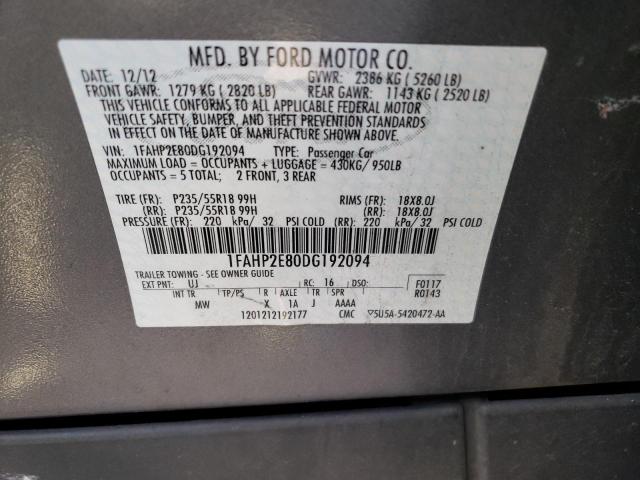 MFD. BY FORD MOTOR CO.
DATE: 12/12 GVWR: 2386 KG ( 5260 LB)
FRONT GAWR: 1279 KG ( 2820 LB) REAR GAWR: 1143 KG ( 2520 LB)
THIS VEHICLE CONFORMS TO ALL APPLICABLE FEDERAL MOTOR
VEHICLE SAFETY, BUMPER, AND THEFT PREVENTION STANDARDS
IN EFFECT ON THE DATE OF MANUFACTURE SHOWN ABOVE.
VIN: 1FAHP2E80DG192094 TYPE: Passenger Car
MAXIMUM LOAD = OCCUPANTS + LUGGAGE = 430KG/ 950LB
OCCUPANTS = 5 TOTAL; 2 FRONT, 3 REAR
TIRE (FR): P235/55R18 99H RIMS (FR): 18X8.0J
(RR): P235/55R18 99H (RR): 18X8.0J
PRESSURE (FR): 220 kPa/ 32 PSI COLD (RR): 220 kPa/ 32 PSI COLD
1FAHP2E80DG192094
TRAILER TOWING - SEE OWNER GUIDE
EXT PNT: UJ RC: 16 DSO: F0117
INT TR TP/PS R AXLE TR SPR R0143
MW X 1A J AAAA
1201212192177 CMC ▽5U5A-5420472-AA